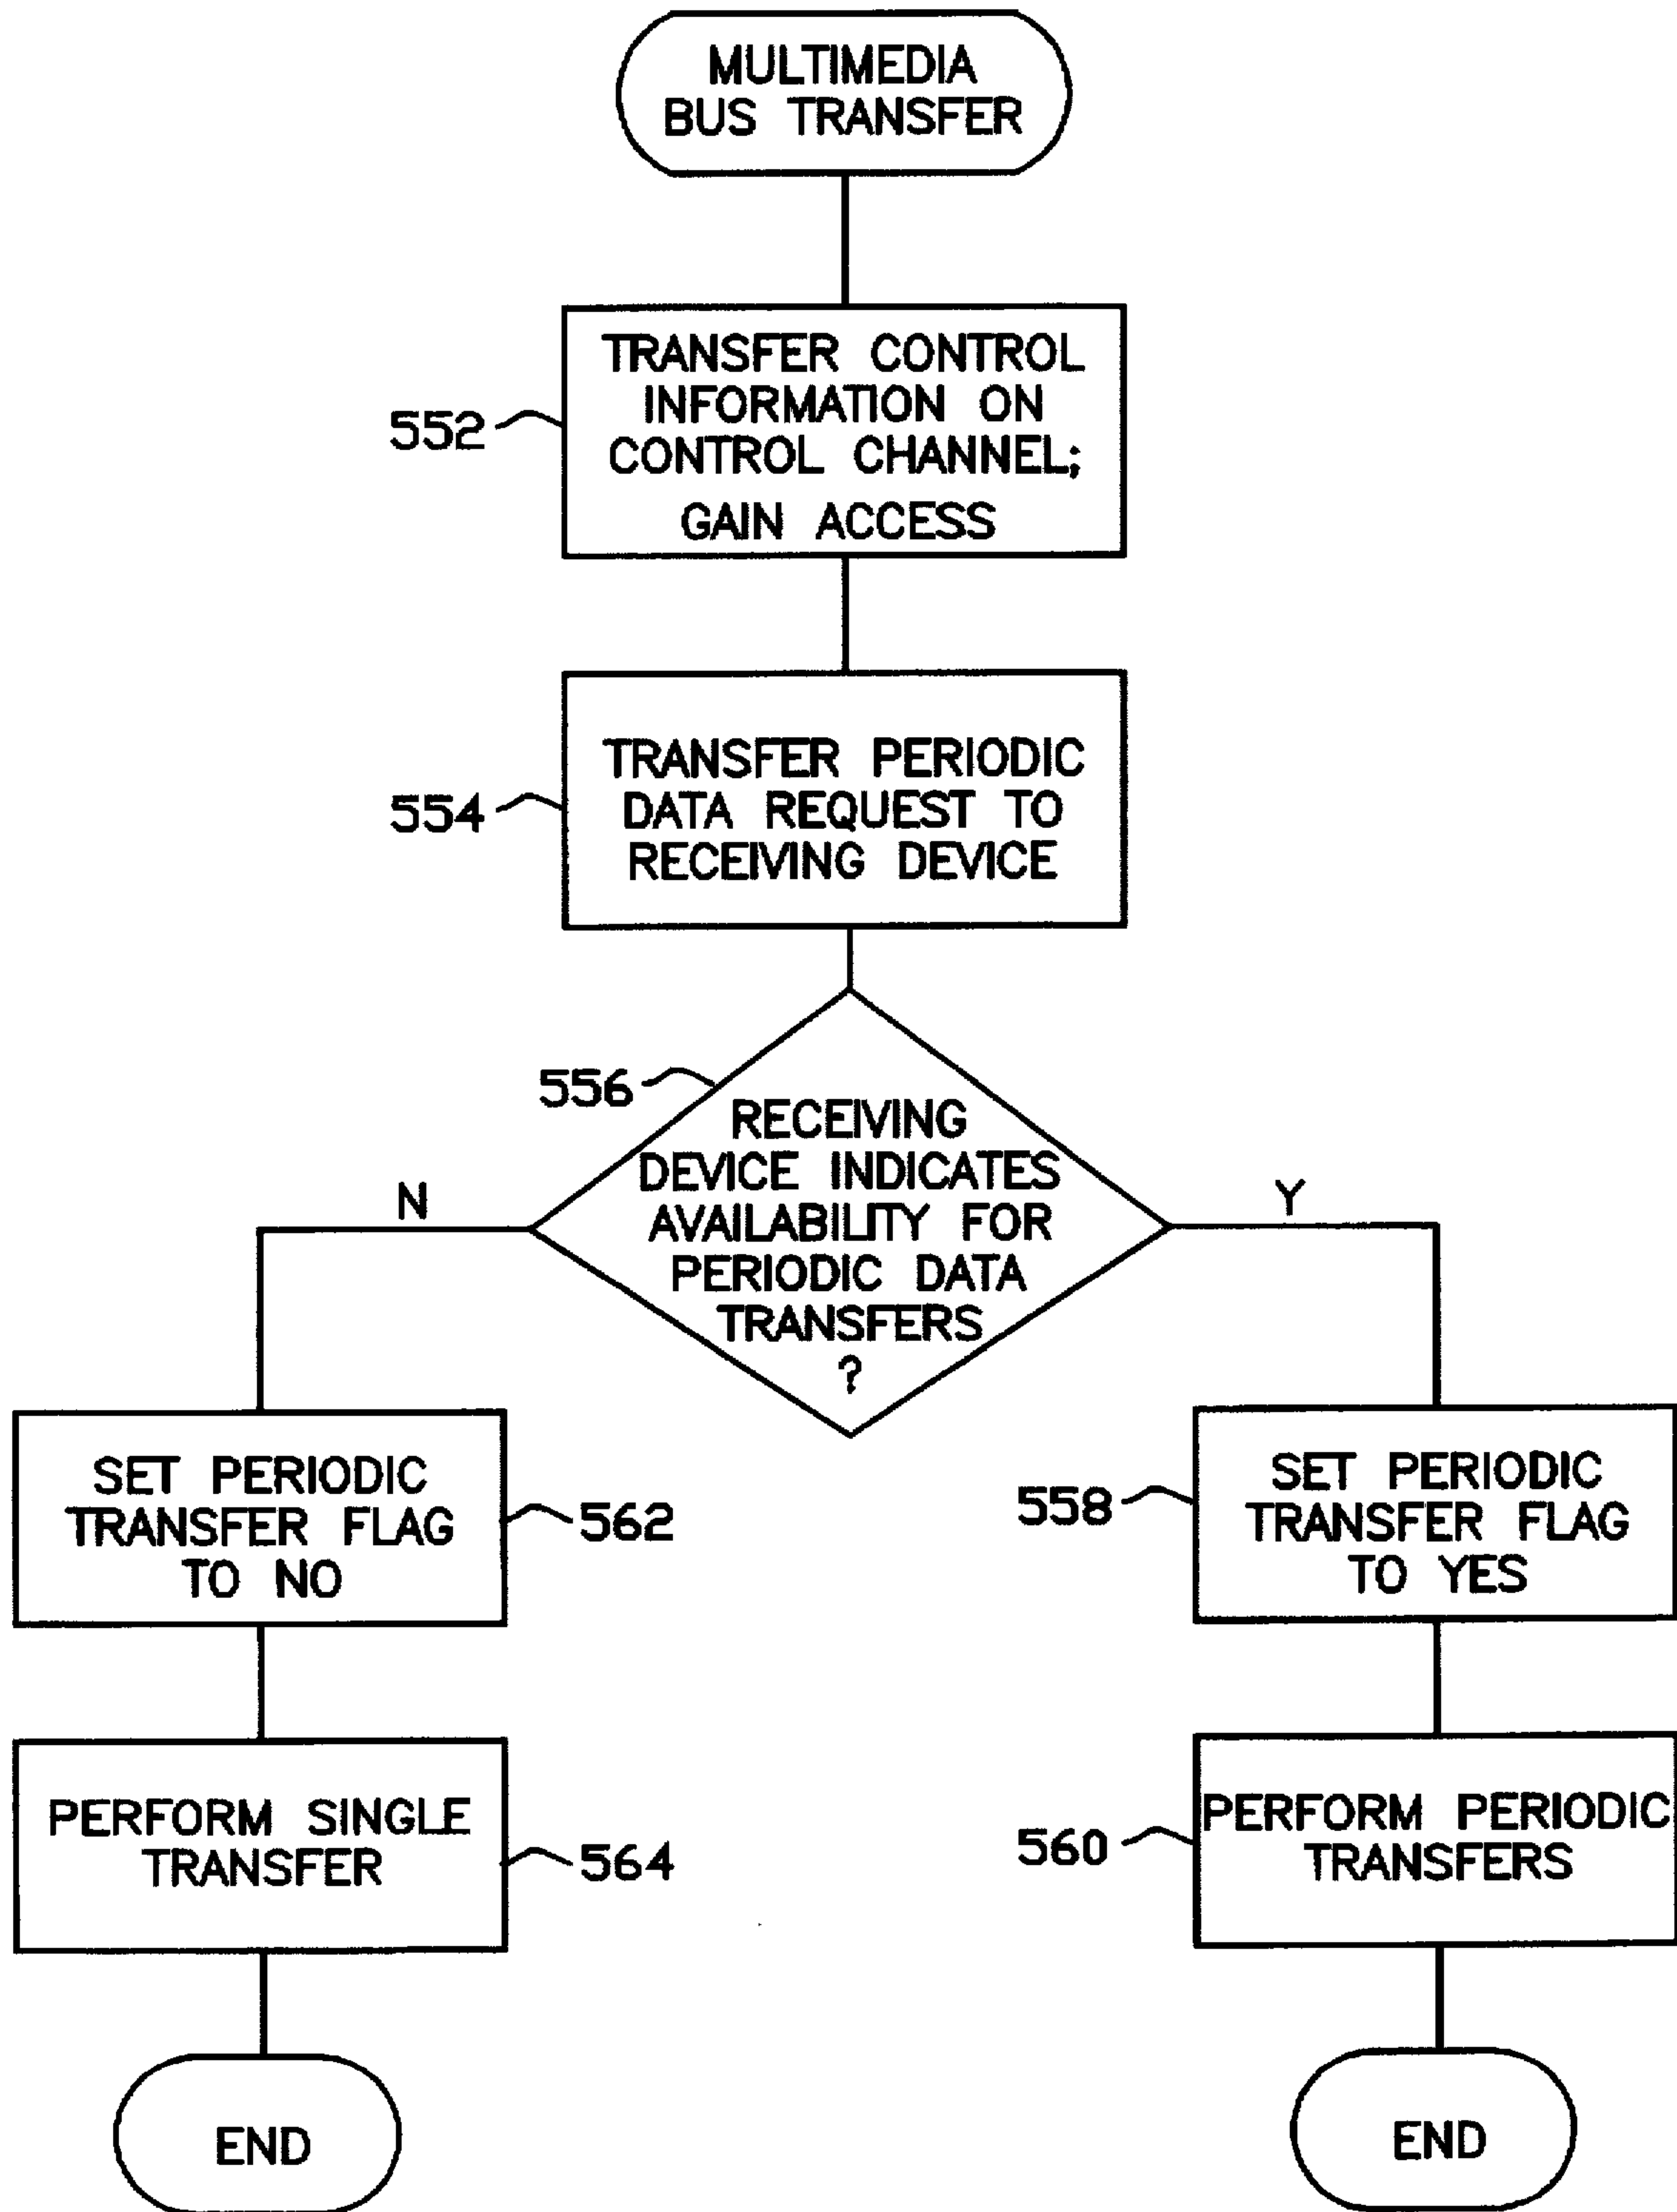 MULTIMEDIA
BUS TRANSFER
TRANSFER CONTROL
INFORMATION ON
CONTROL CHANNEL;
GAIN ACCESS
552
TRANSFER PERIODIC
DATA REQUEST TO
RECEIVING DEVICE
554
556
RECEIVING
DEVICE INDICATES
AVAILABILITY FOR
PERIODIC DATA
TRANSFERS
?
N
Y
SET PERIODIC
TRANSFER FLAG
TO NO
562
558
SET PERIODIC
TRANSFER FLAG
TO YES
PERFORM SINGLE
TRANSFER
564
560
PERFORM PERIODIC
TRANSFERS
END
END